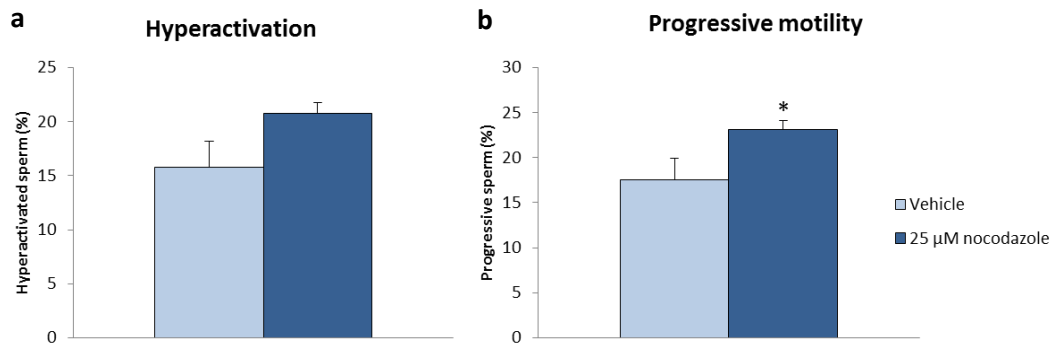 a
Hyperactivation
Hyperactivated sperm (%)
25
20
15
10
5
0
b
Progressive motility
Progressive sperm (%)
30
25
20
15
10
5
0
*
Vehicle
25 µM nocodazole